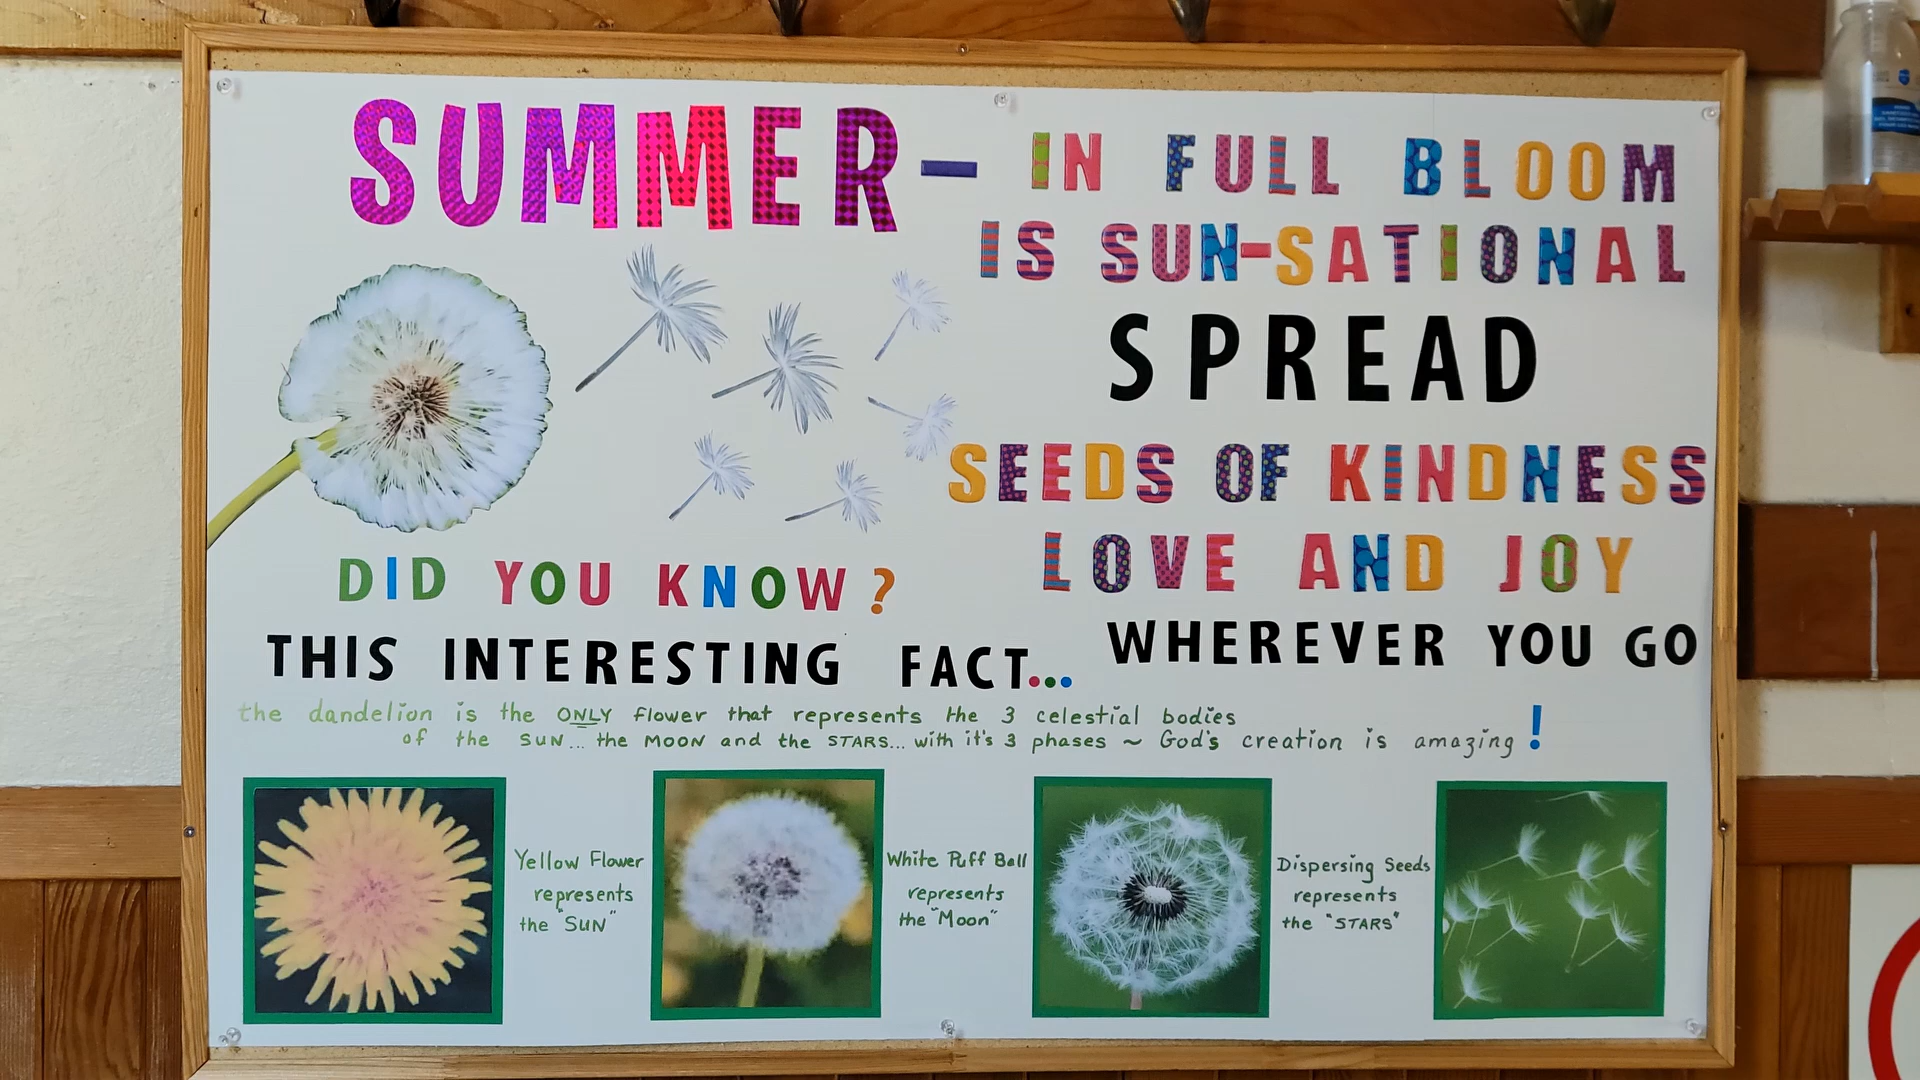 SUMMER- IN FULL BLOOM
IS SUN-SATIONAL
SPREAD
SEEDS OF KINDNESS
LOVE AND JOY
WHEREVER YOU GO
DID YOU KNOW?
THIS INTERESTING FACT...
the dandelion is the ONLY flower that represents the 3 celestial bodies
of the SUN... the MOON and the STARS... with it's 3 phases ~ God's creation is amazing!
Yellow Flower
represents
the "SUN"
White Puff Ball
represents
the "Moon"
Dispersing Seeds
represents
the "STARS"